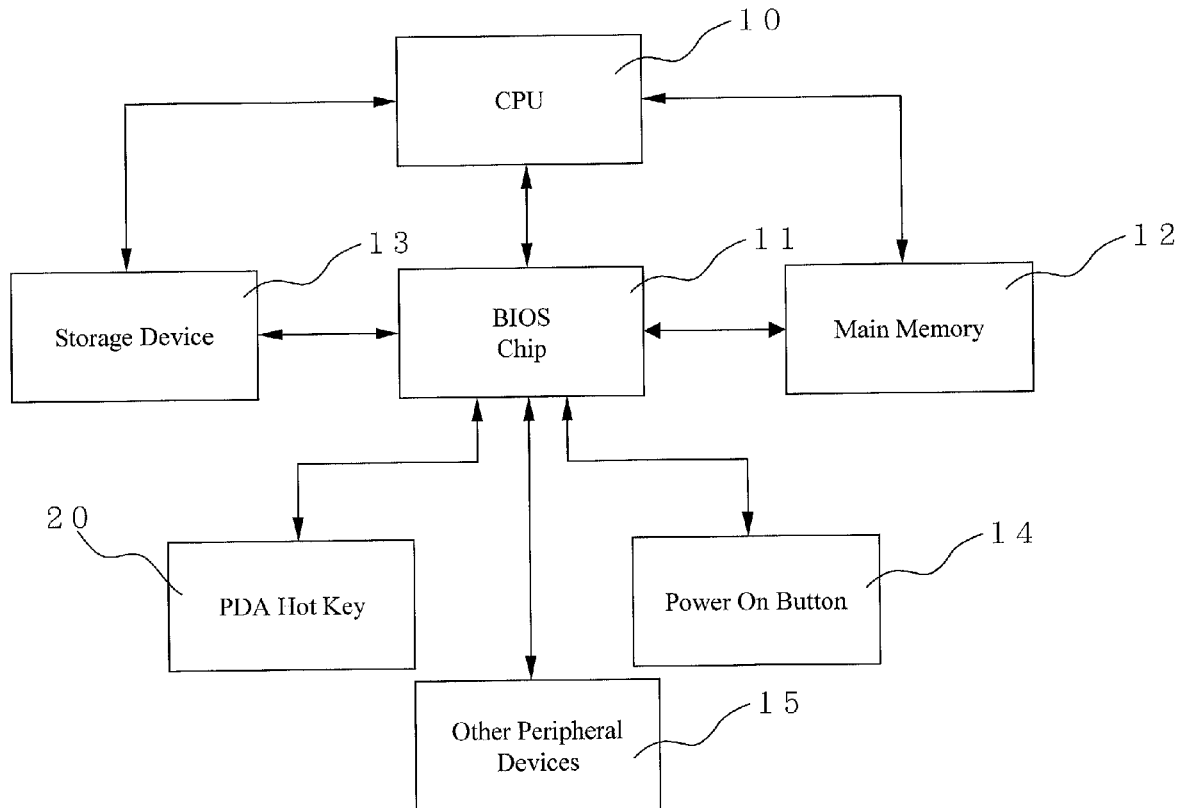 10
CPU
13
11
12
Storage Device
BIOS
Chip
Main Memory
20
14
PDA Hot Key
Power On Button
15
Other Peripheral
Devices